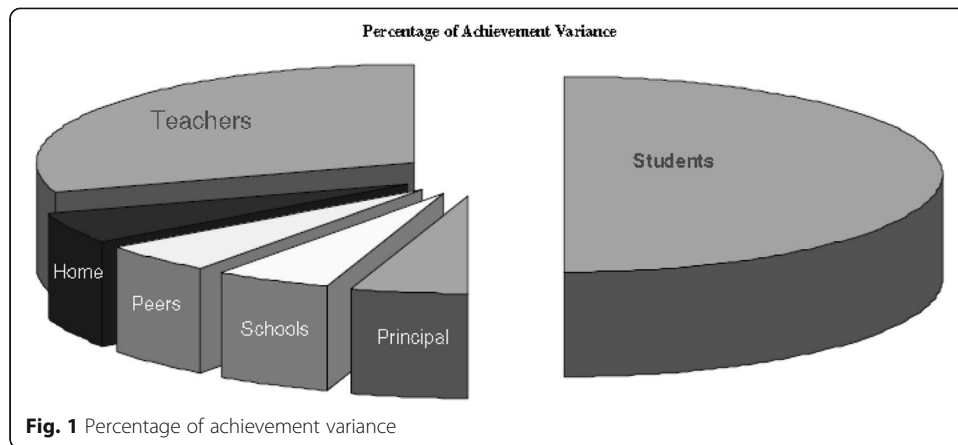 Percentage of Achievement Variance
Teachers
Students
Home
Peers
Schools
Principal
Fig. 1 Percentage of achievement variance